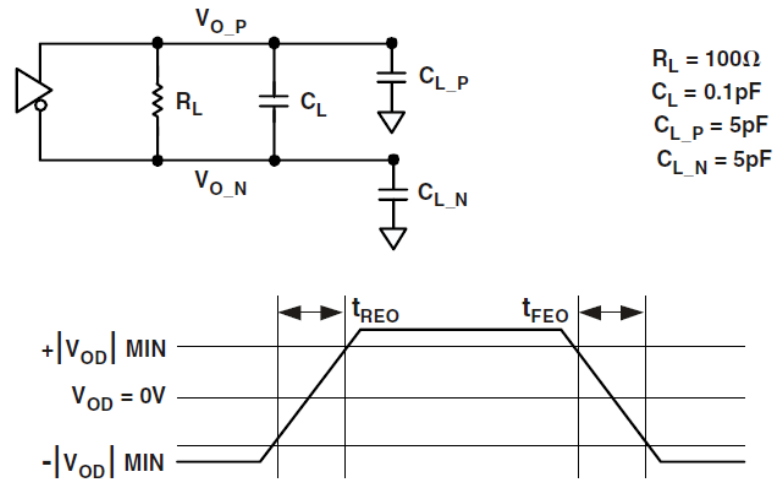 V_O_P
R_L
C_L
C_L_P
V_O_N
C_L_N
R_L = 100Ω
C_L = 0.1pF
C_L_P = 5pF
C_L_N = 5pF
t_REO
t_FEO
+|V_OD| MIN
V_OD = 0V
-|V_OD| MIN